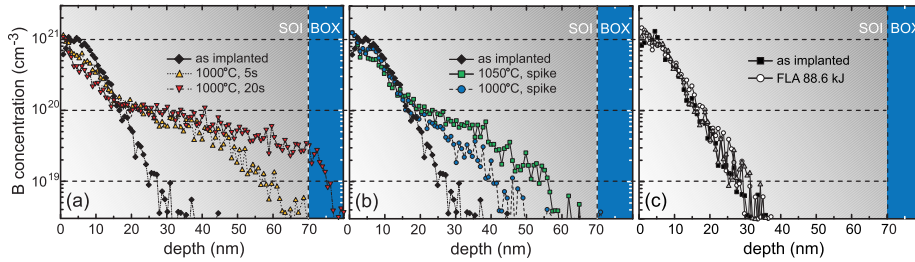 B concentration (cm⁻³)
10²¹
10²⁰
10¹⁹
SOI BOX
as implanted
1000°C, 5s
1000°C, 20s
(a)
0 10 20 30 40 50 60 70
depth (nm)
SOI BOX
as implanted
1050°C, spike
1000°C, spike
(b)
0 10 20 30 40 50 60 70
depth (nm)
SOI BOX
as implanted
FLA 88.6 kJ
(c)
0 10 20 30 40 50 60 70
depth (nm)